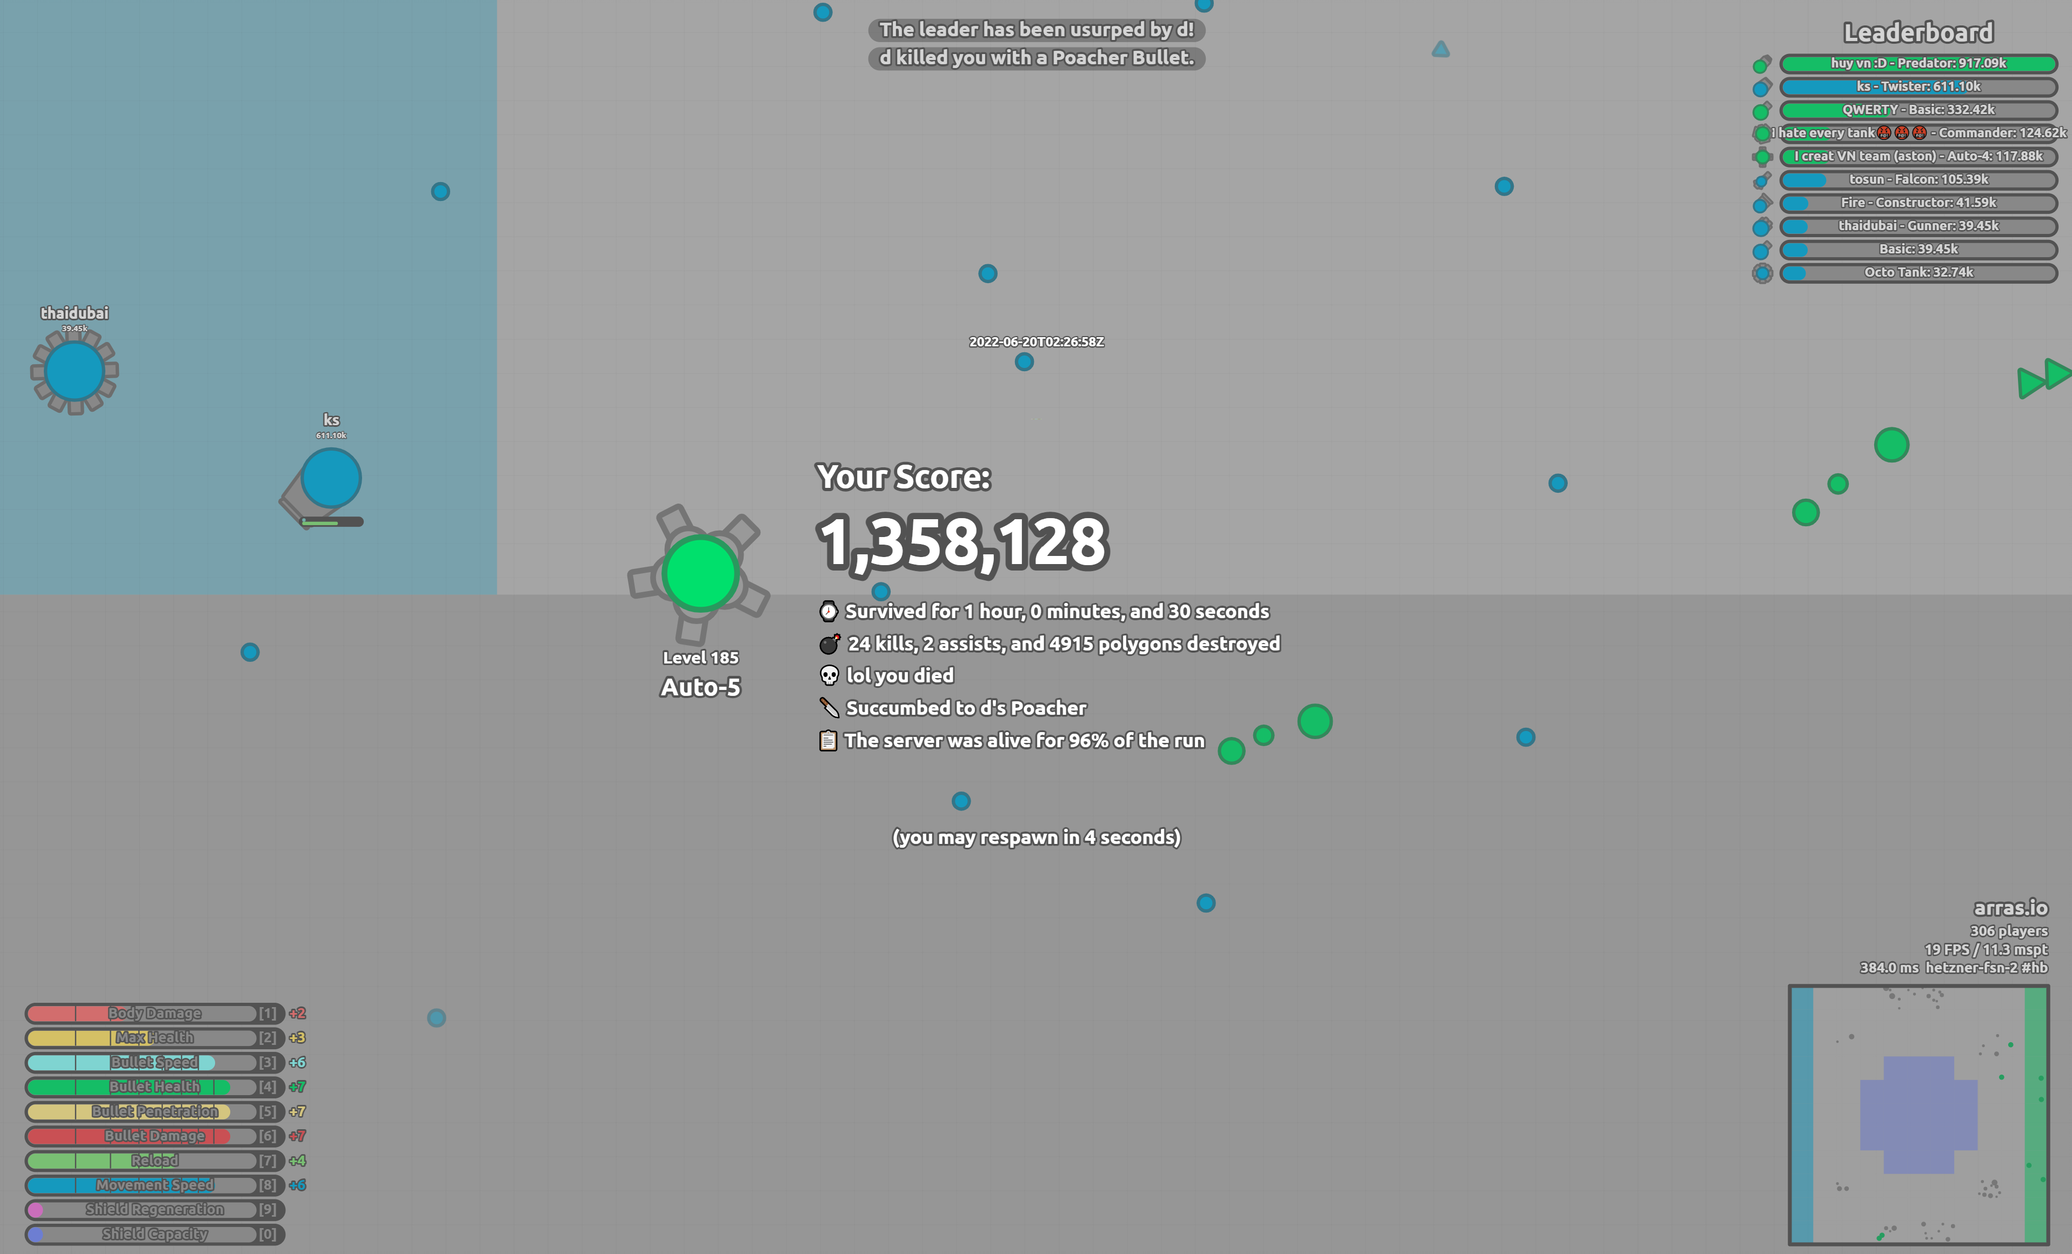 The leader has been usurped by d!
d killed you with a Poacher Bullet.
Leaderboard
huy vn :D - Predator: 917.09k
ks - Twister: 611.10k
QWERTY - Basic: 332.42k
I hate every tank👹👹👹 - Commander: 124.62k
I creat VN team (aston) - Auto-4: 117.88k
tosun - Falcon: 105.39k
Fire - Constructor: 41.59k
thaidubai - Gunner: 39.45k
Basic: 39.45k
Octo Tank: 32.74k
thaidubai
39.45k
ks
611.10k
2022-06-20T02:26:58Z
Your Score:
1,358,128
Survived for 1 hour, 0 minutes, and 30 seconds
24 kills, 2 assists, and 4915 polygons destroyed
lol you died
Succumbed to d's Poacher
The server was alive for 96% of the run
Level 185
Auto-5
(you may respawn in 4 seconds)
arras.io
306 players
19 FPS / 11.3 mspt
384.0 ms hetzner-fsn-2 #hb
Body Damage [1] +2
Max Health [2] +3
Bullet Speed [3] +6
Bullet Health [4] +7
Bullet Penetration [5] +7
Bullet Damage [6] +7
Reload [7] +4
Movement Speed [8] +6
Shield Regeneration [9]
Shield Capacity [0]